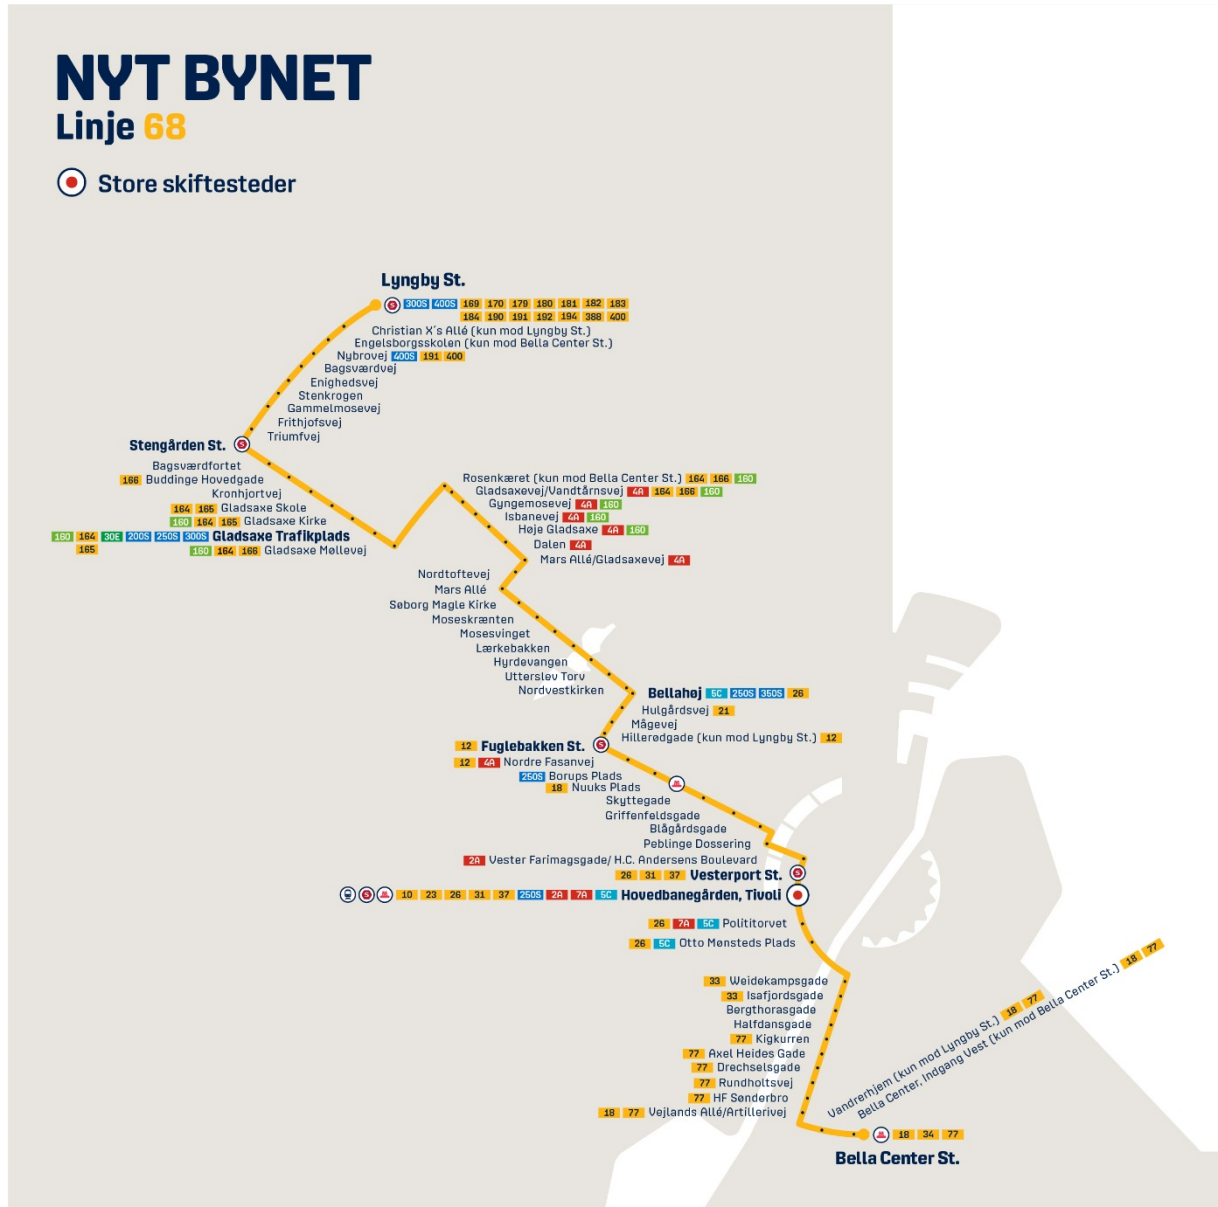 NYT BYNET
Linje 68
Store skiftesteder
Lyngby St.
S 300S 400S 169 170 179 180 181 182 183
184 190 191 192 194 388 400
Christian X´s Allé (kun mod Lyngby St.)
Engelsborgsskolen (kun mod Bella Center St.)
Nybrovej 400S 191 400
Bagsværdvej
Enighedsvej
Stenkrogen
Gammelmosevej
Frithjofsvej
Triumfvej
Stengården St. S
Bagsværdfortet
166 Buddinge Hovedgade
Kronhjortvej
164 165 Gladsaxe Skole
160 164 165 Gladsaxe Kirke
160 164 30E 200S 250S 300S Gladsaxe Trafikplads
165
160 164 166 Gladsaxe Møllevej
Rosenkæret (kun mod Bella Center St.) 164 166 160
Gladsaxevej/Vandtårnsvej 4A 164 166 160
Gyngemosevej 4A 160
Isbanevej 4A 160
Høje Gladsaxe 4A 160
Dalen 4A
Mars Allé/Gladsaxevej 4A
Nordtoftevej
Mars Allé
Søborg Magle Kirke
Moseskrænten
Mosesvinget
Lærkebakken
Hyrdevangen
Utterslev Torv
Nordvestkirken
Bellahøj 5C 250S 350S 26
Hulgårdsvej 21
Mågevej
Hillerødgade (kun mod Lyngby St.) 12
12 Fuglebakken St. S
12 4A Nordre Fasanvej
250S Borups Plads
18 Nuuks Plads
Skyttegade
Griffenfeldsgade
Blågårdsgade
Peblinge Dossering
2A Vester Farimagsgade/ H.C. Andersens Boulevard
26 31 37 Vesterport St. S
S 10 23 26 31 37 250S 2A 7A 5C Hovedbanegården, Tivoli
26 7A 5C Polititorvet
26 5C Otto Mønsteds Plads
33 Weidekampsgade
33 Isafjordsgade
Bergthorasgade
Halfdansgade
77 Kigkurren
77 Axel Heides Gade
77 Drechselsgade
77 Rundholtsvej
77 HF Sønderbro
18 77 Vejlands Allé/Artillerivej
Vandrerhjem (kun mod Lyngby St.) 18 77
Bella Center, Indgang Vest (kun mod Bella Center St.) 18 77
18 34 77
Bella Center St.